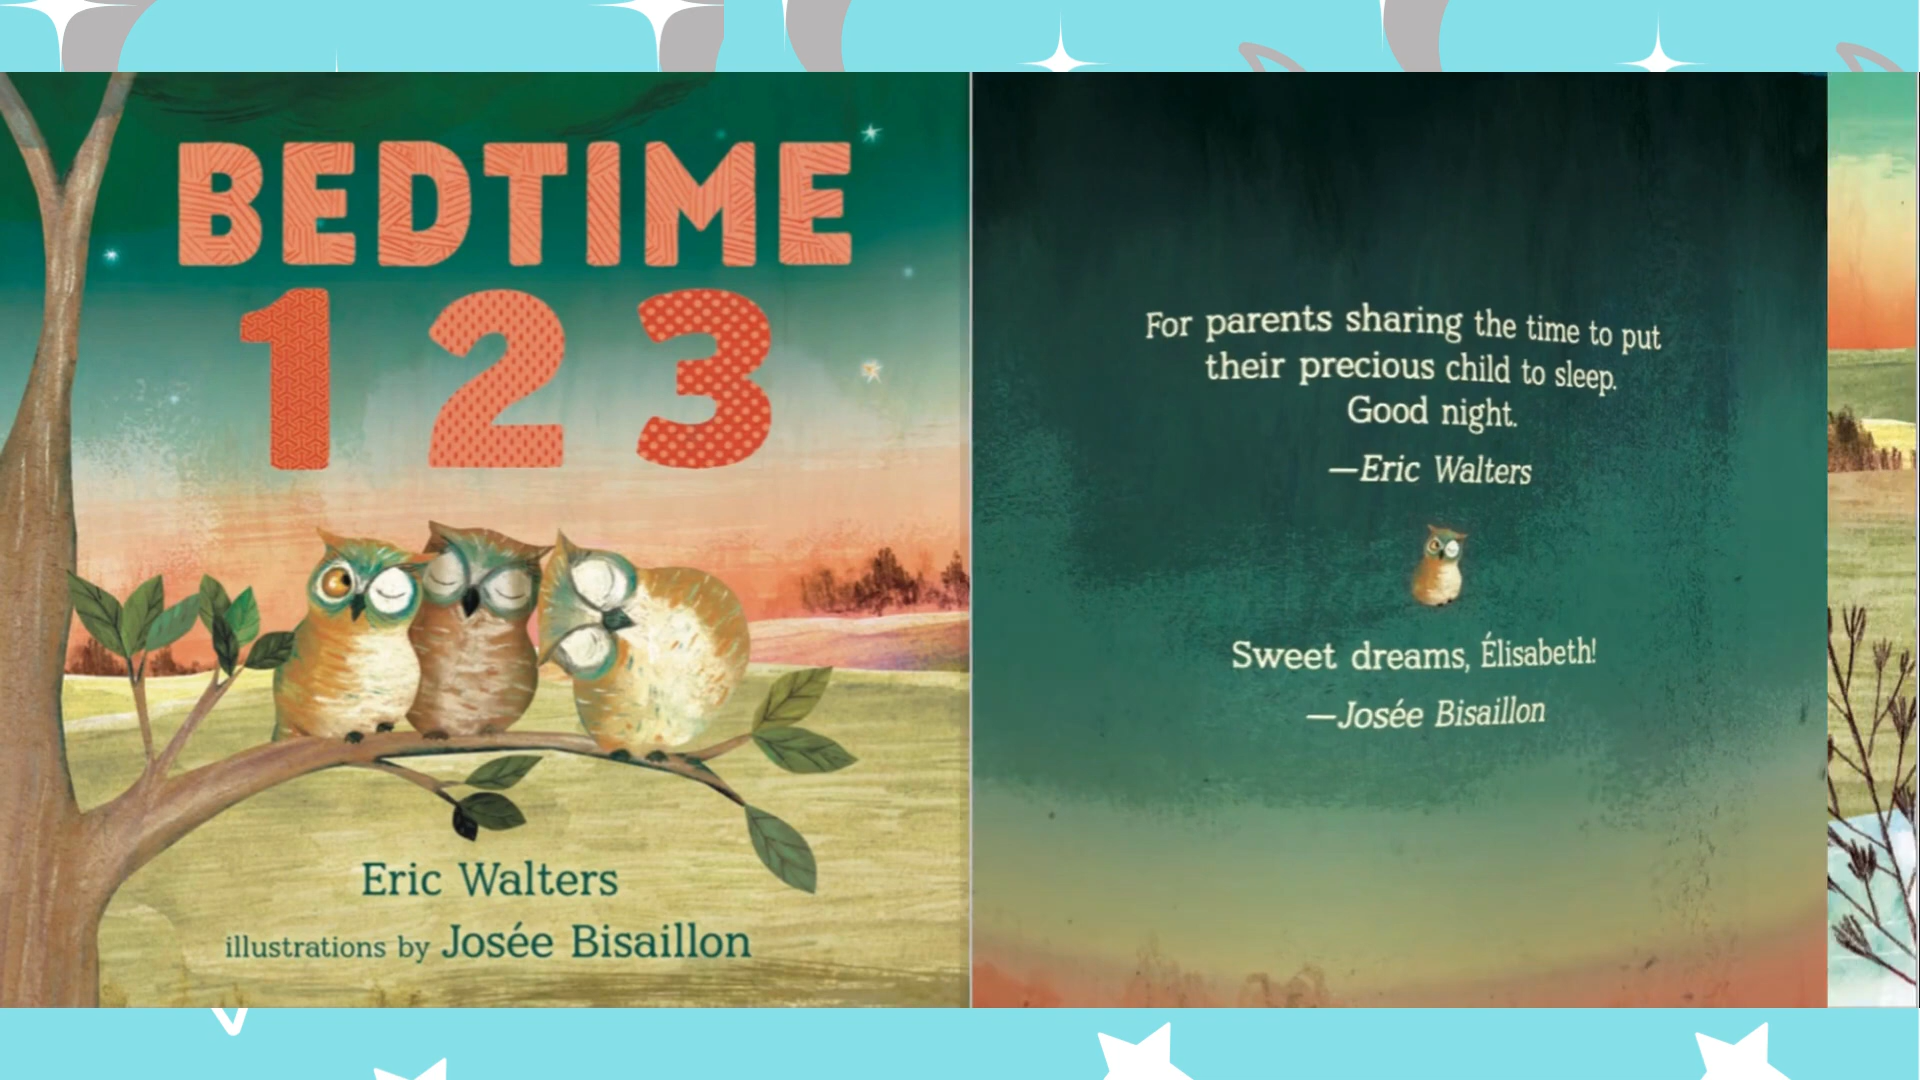 BEDTIME
1 2 3
Eric Walters
illustrations by Josée Bisaillon
For parents sharing the time to put
their precious child to sleep.
Good night.
—Eric Walters
Sweet dreams, Élisabeth!
—Josée Bisaillon